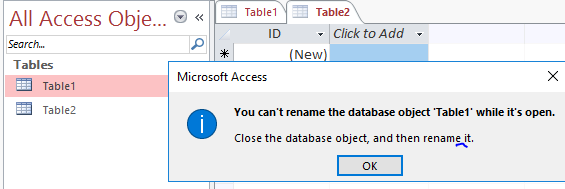 All Access Obje...
Table1
Table2
Search...
ID
Click to Add
Tables
(New)
Table1
Table2
Microsoft Access
You can't rename the database object 'Table1' while it's open.
Close the database object, and then rename it.
OK